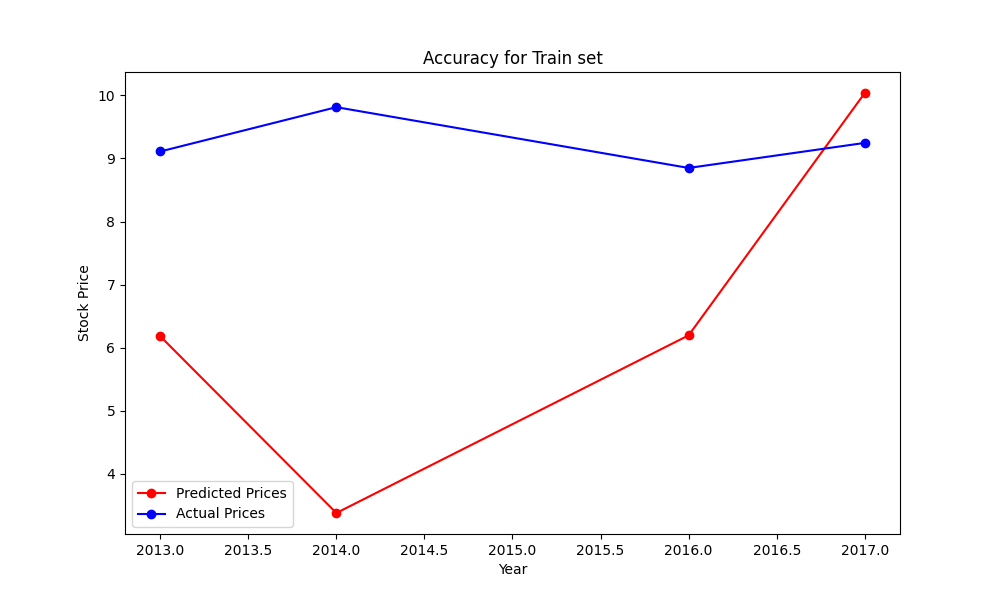 Accuracy for Train set
10
9
8
7
6
5
4
Stock Price
Predicted Prices
Actual Prices
2013.0 2013.5 2014.0 2014.5 2015.0 2015.5 2016.0 2016.5 2017.0
Year